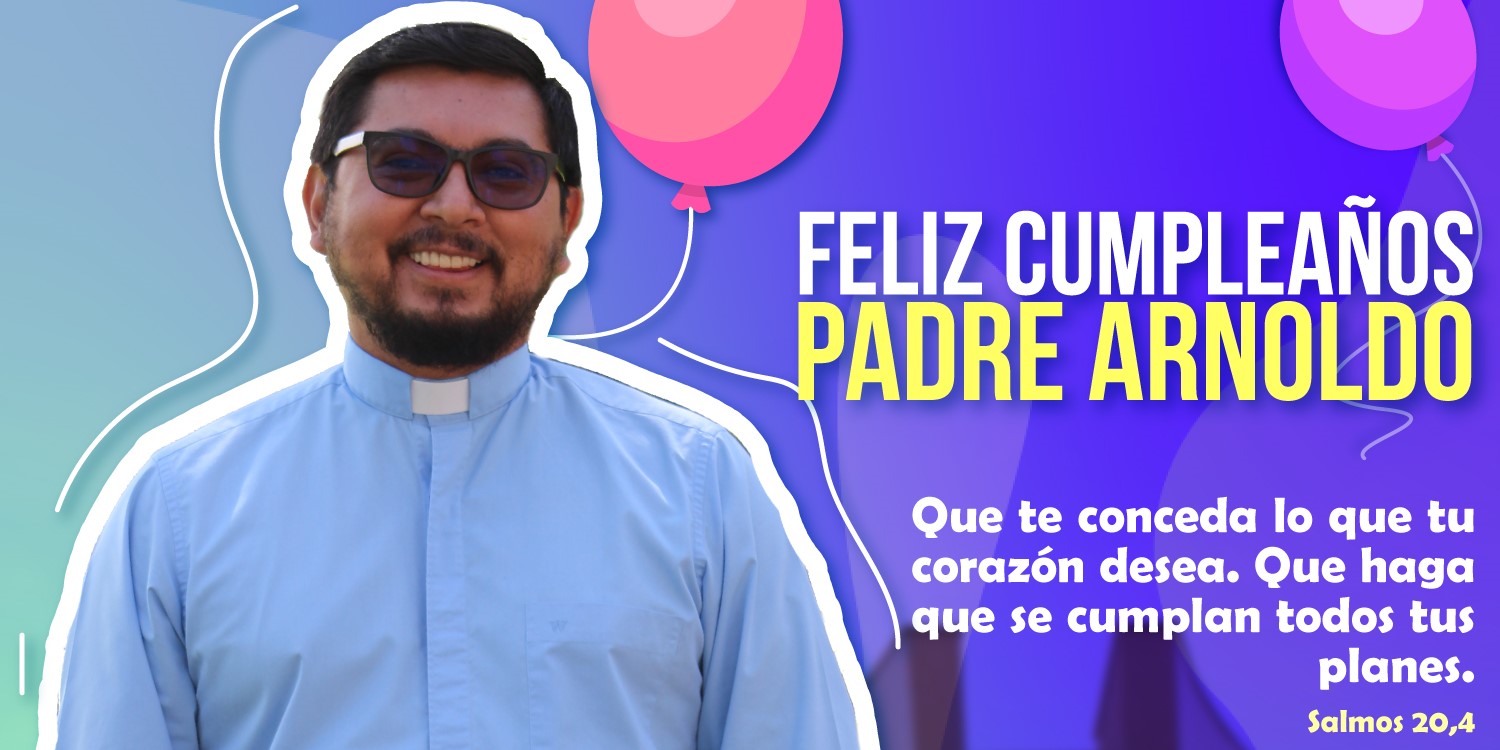 FELIZ CUMPLEAÑOS
PADRE ARNOLDO
Que te conceda lo que tu
corazón desea. Que haga
que se cumplan todos tus
planes.
Salmos 20,4